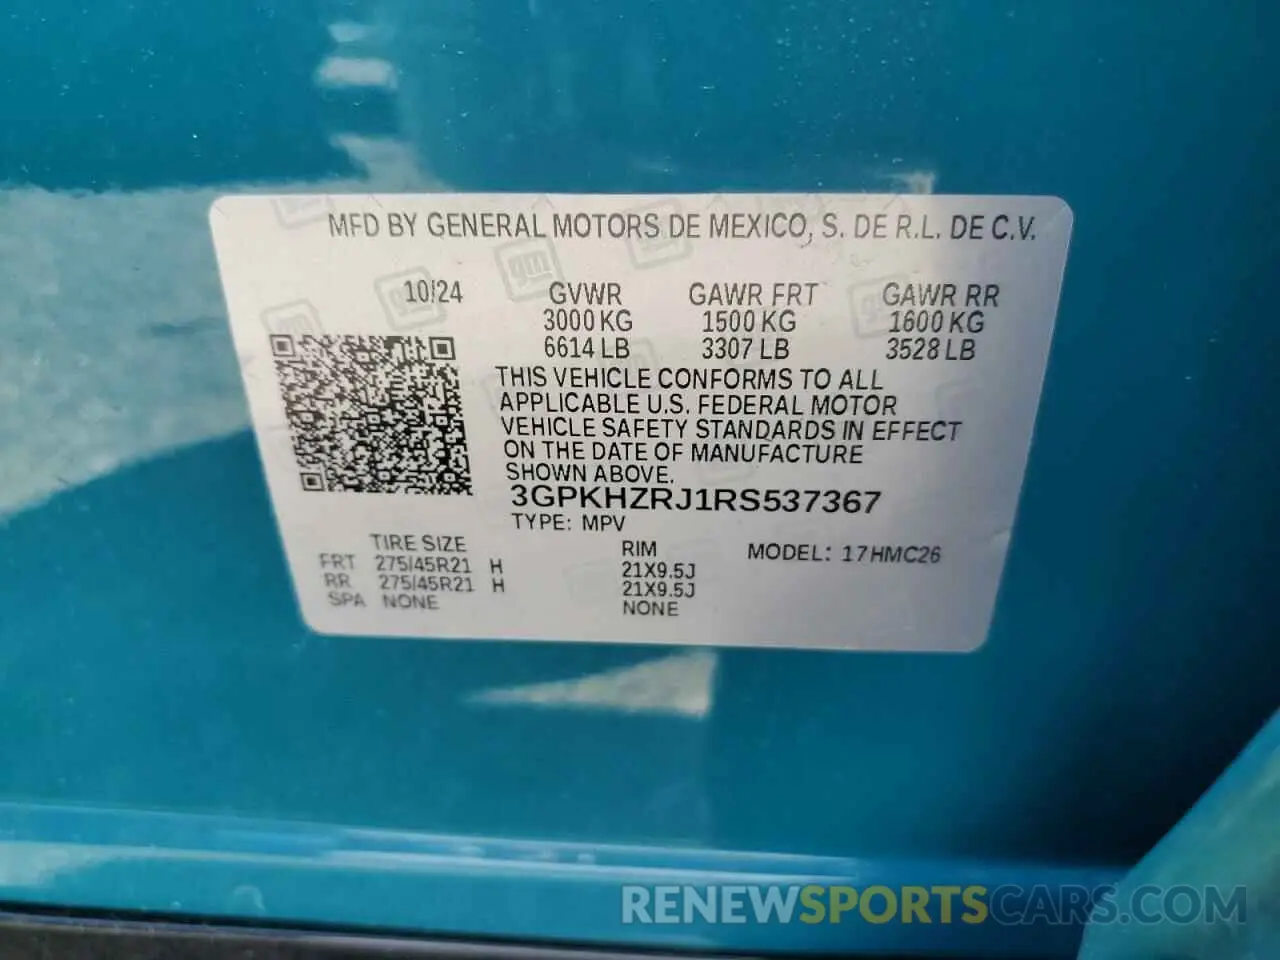 MFD BY GENERAL MOTORS DE MEXICO, S. DE R.L. DE C.V.
10/24 GVWR GAWR FRT GAWR RR
3000 KG 1500 KG 1600 KG
6614 LB 3307 LB 3528 LB
THIS VEHICLE CONFORMS TO ALL
APPLICABLE U.S. FEDERAL MOTOR
VEHICLE SAFETY STANDARDS IN EFFECT
ON THE DATE OF MANUFACTURE
SHOWN ABOVE.
3GPKHZRJ1RS537367
TYPE: MPV
TIRE SIZE RIM MODEL: 17HMC26
FRT 275/45R21 H 21X9.5J
RR 275/45R21 H 21X9.5J
SPA NONE NONE
gm
RENEWSPORTSCARS.COM